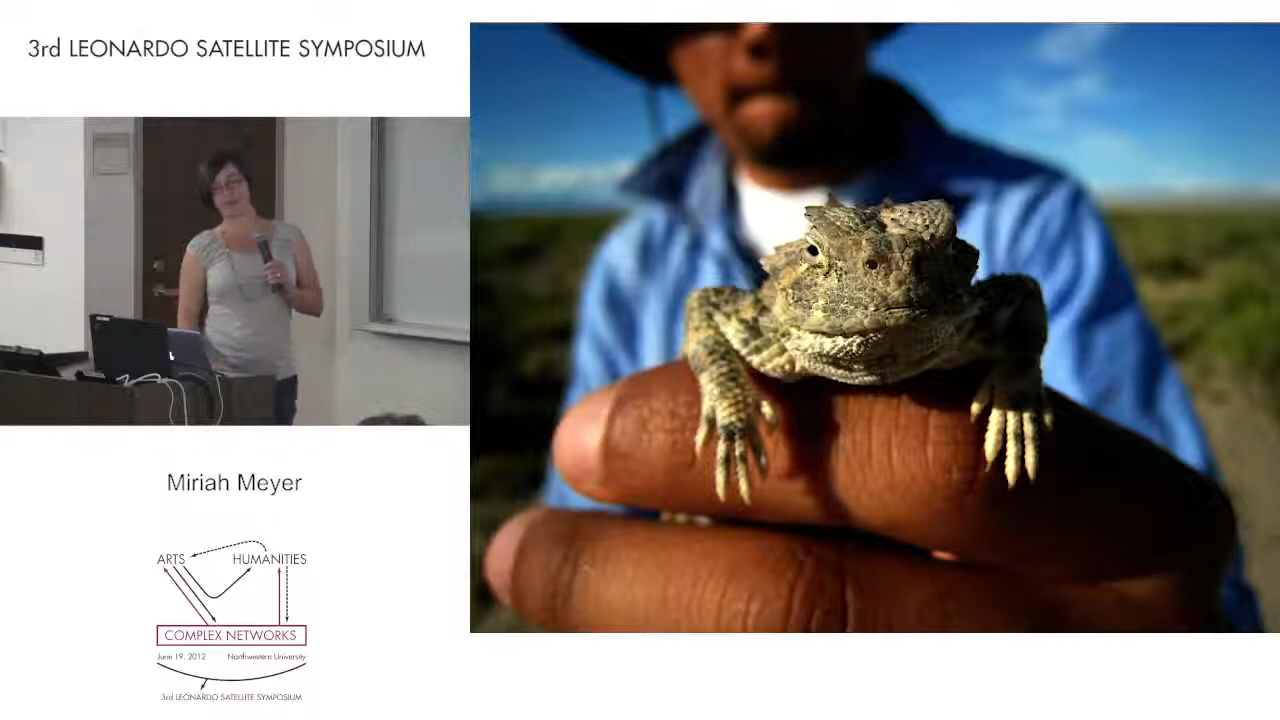 3rd LEONARDO SATELLITE SYMPOSIUM
Miriah Meyer
ARTS HUMANITIES
COMPLEX NETWORKS
June 19, 2012 Northwestern University
3rd LEONARDO SATELLITE SYMPOSIUM